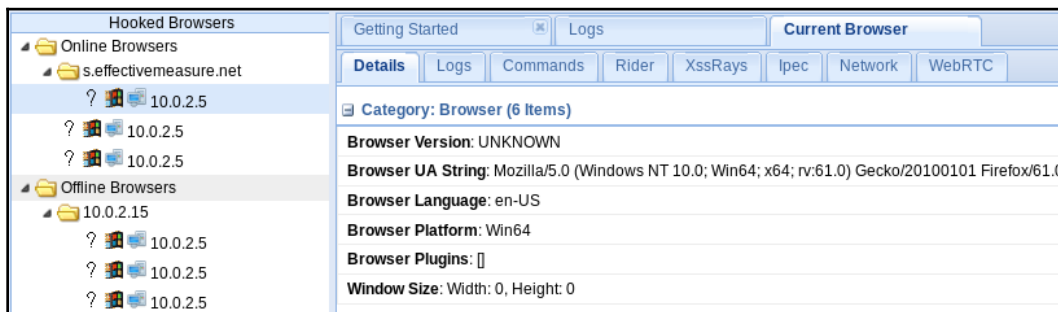 Hooked Browsers
Online Browsers
s.effectivemeasure.net
? 10.0.2.5
? 10.0.2.5
? 10.0.2.5
Offline Browsers
10.0.2.15
? 10.0.2.5
? 10.0.2.5
? 10.0.2.5
Getting Started Logs Current Browser
Details Logs Commands Rider XssRays Ipec Network WebRTC
Category: Browser (6 Items)
Browser Version: UNKNOWN
Browser UA String: Mozilla/5.0 (Windows NT 10.0; Win64; x64; rv:61.0) Gecko/20100101 Firefox/61.0
Browser Language: en-US
Browser Platform: Win64
Browser Plugins: []
Window Size: Width: 0, Height: 0